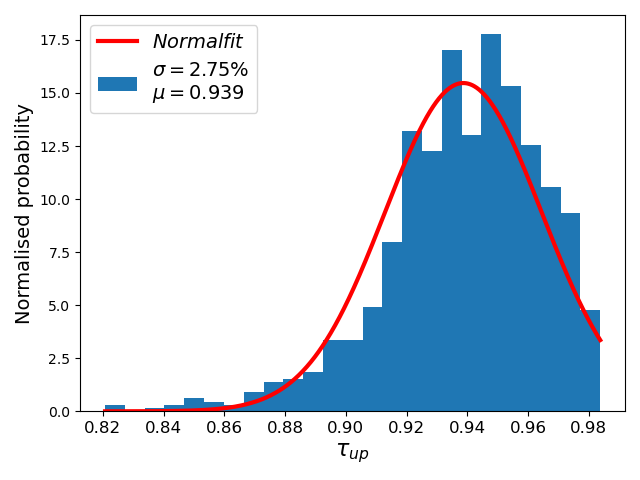 Normalfit
σ = 2.75%
μ = 0.939
17.5
15.0
12.5
10.0
7.5
5.0
2.5
0.0
Normalised probability
0.82 0.84 0.86 0.88 0.90 0.92 0.94 0.96 0.98
τup